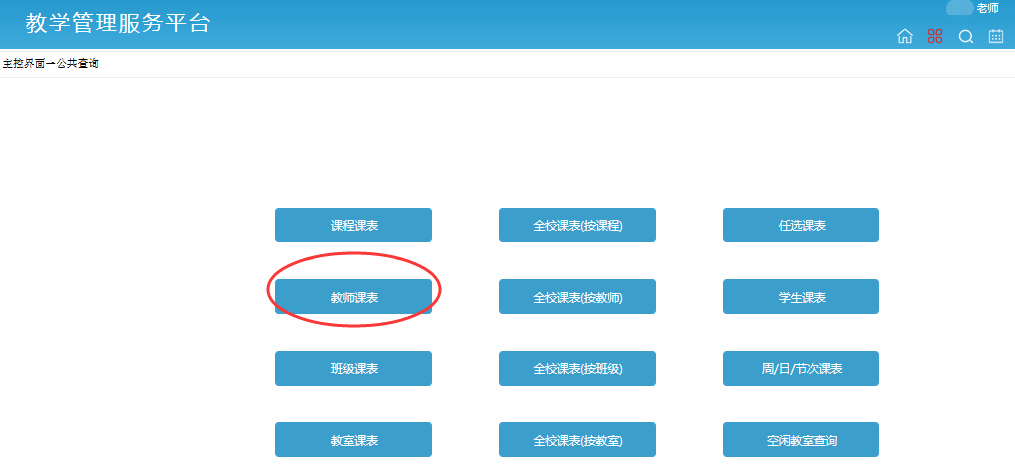 教学管理服务平台
老师
主控界面→公共查询
课程课表
全校课表(按课程)
任选课表
教师课表
全校课表(按教师)
学生课表
班级课表
全校课表(按班级)
周/日/节次课表
教室课表
全校课表(按教室)
空闲教室查询